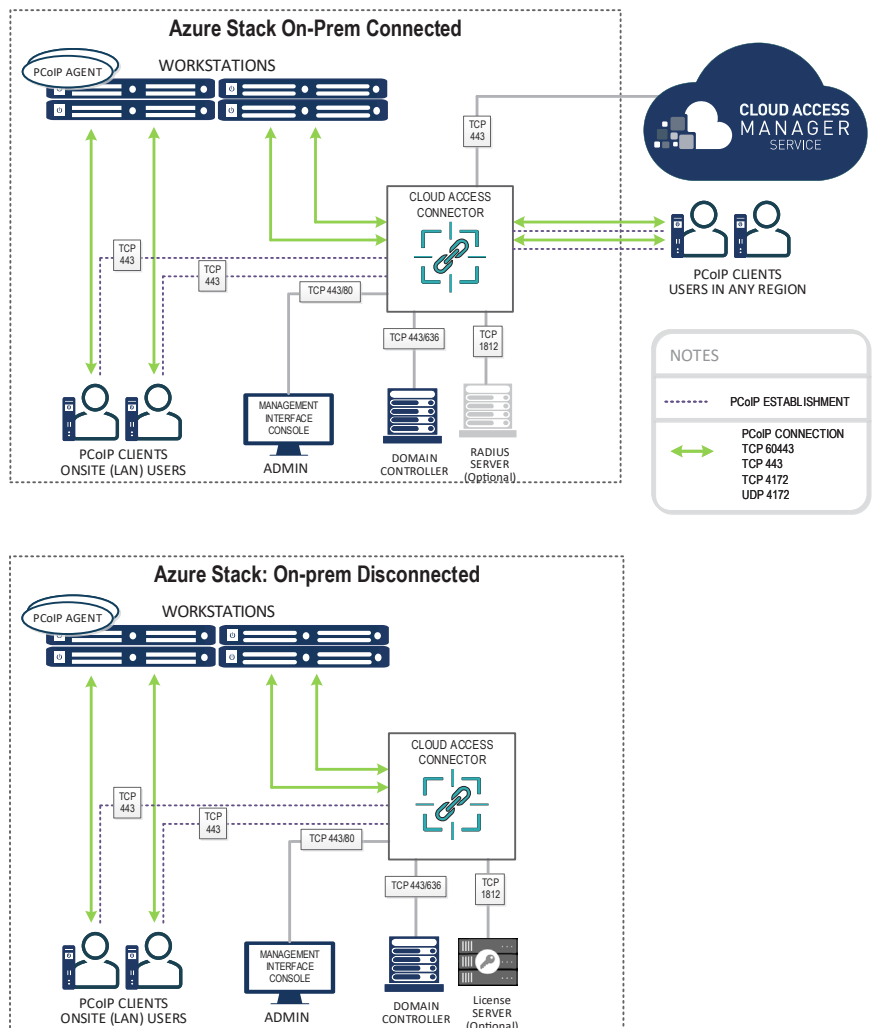 Azure Stack On-Prem Connected
PCoIP AGENT
WORKSTATIONS
TCP
443
CLOUD ACCESS
MANAGER
SERVICE
CLOUD ACCESS
CONNECTOR
TCP
443
TCP
443
TCP 443/80
TCP 443/636
TCP
1812
PCoIP CLIENTS
USERS IN ANY REGION
MANAGEMENT
INTERFACE
CONSOLE
PCoIP CLIENTS
ONSITE (LAN) USERS
ADMIN
DOMAIN
CONTROLLER
RADIUS
SERVER
(Optional)
NOTES
PCoIP ESTABLISHMENT
PCoIP CONNECTION
TCP 60443
TCP 443
TCP 4172
UDP 4172
Azure Stack: On-prem Disconnected
PCoIP AGENT
WORKSTATIONS
CLOUD ACCESS
CONNECTOR
TCP
443
TCP
443
TCP 443/80
TCP 443/636
TCP
1812
MANAGEMENT
INTERFACE
CONSOLE
PCoIP CLIENTS
ONSITE (LAN) USERS
ADMIN
DOMAIN
CONTROLLER
License
SERVER
(Optional)